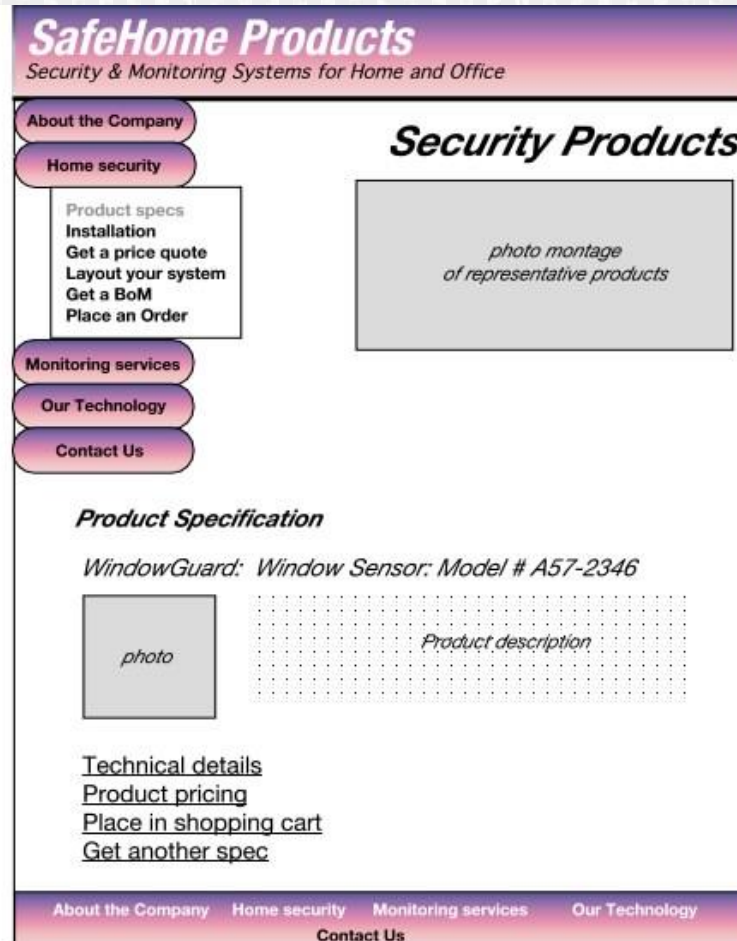 SafeHome Products
Security & Monitoring Systems for Home and Office
About the Company
Home security
Product specs
Installation
Get a price quote
Layout your system
Get a BoM
Place an Order
Monitoring services
Our Technology
Contact Us
Security Products
photo montage
of representative products
Product Specification
WindowGuard: Window Sensor: Model # A57-2346
photo
Product description
Technical details
Product pricing
Place in shopping cart
Get another spec
About the Company Home security Monitoring services Our Technology
Contact Us